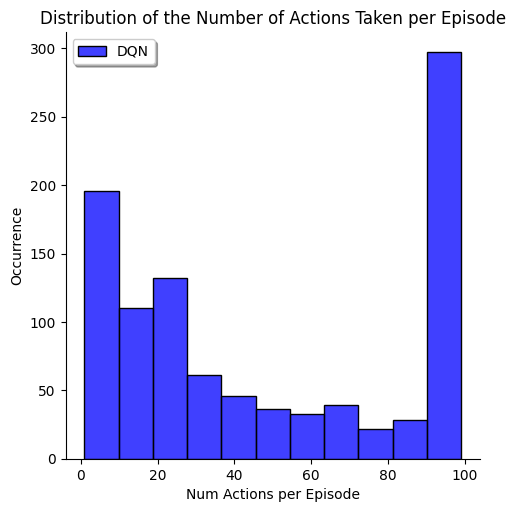 Distribution of the Number of Actions Taken per Episode
DQN
300
250
200
150
100
50
0
Occurrence
0 20 40 60 80 100
Num Actions per Episode